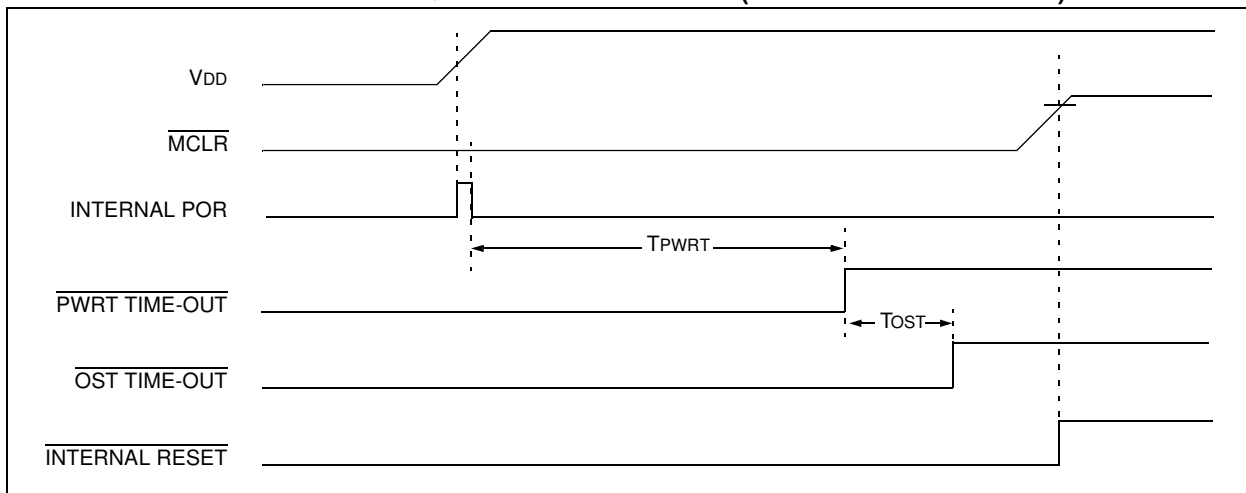 VDD
MCLR
INTERNAL POR
TPWRT
PWRT TIME-OUT
TOST
OST TIME-OUT
INTERNAL RESET